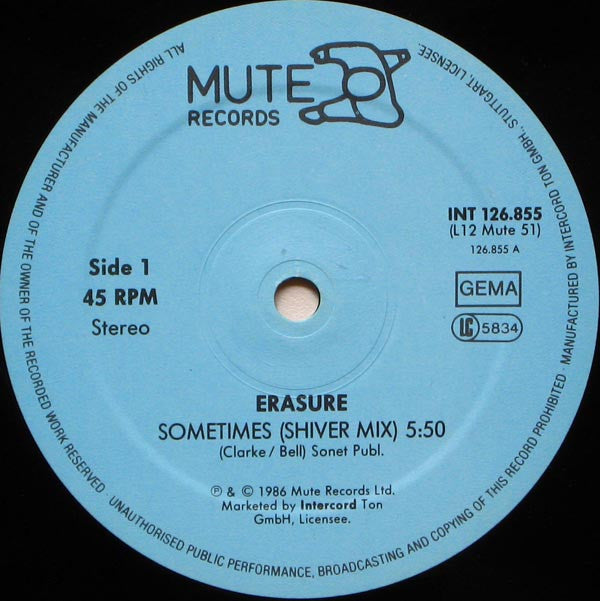 MUTE
RECORDS
INT 126.855
(L12 Mute 51)
126.855 A
Side 1
45 RPM
Stereo
GEMA
LC 5834
ERASURE
SOMETIMES (SHIVER MIX) 5:50
(Clarke / Bell) Sonet Publ.
℗ & © 1986 Mute Records Ltd.
Marketed by Intercord Ton
GmbH, Licensee.
ALL RIGHTS OF THE MANUFACTURER AND OF THE OWNER OF THE RECORDED WORK RESERVED · UNAUTHORISED PUBLIC PERFORMANCE, BROADCASTING AND COPYING OF THIS RECORD PROHIBITED · MANUFACTURED BY INTERCORD TON GMBH, STUTTGART, LICENSEE.